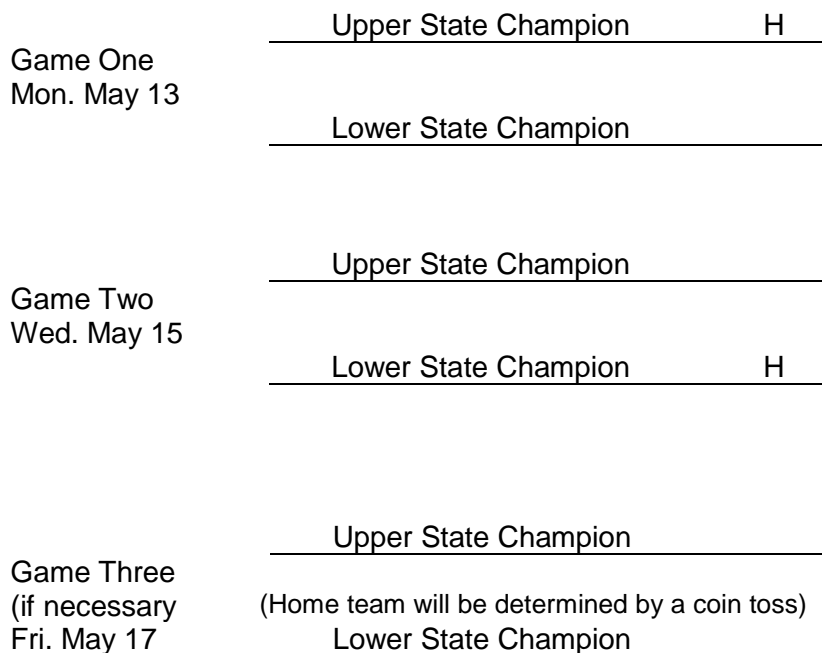 Upper State Champion H
Game One
Mon. May 13
Lower State Champion
Upper State Champion
Game Two
Wed. May 15
Lower State Champion H
Upper State Champion
Game Three
(if necessary (Home team will be determined by a coin toss)
Fri. May 17 Lower State Champion